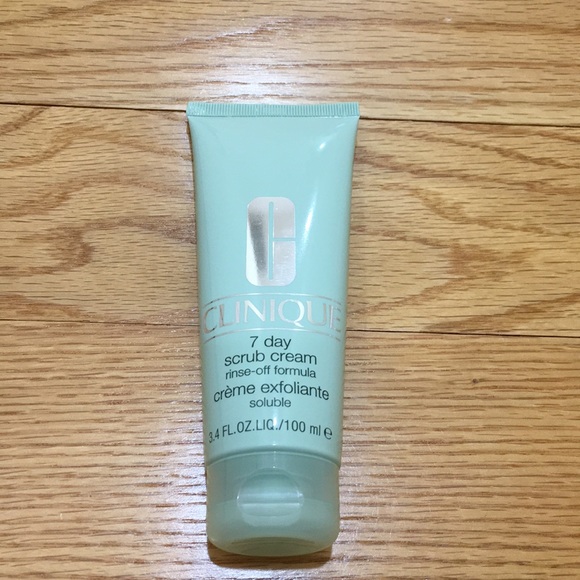 CLINIQUE
7 day
scrub cream
rinse-off formula
crème exfoliante
soluble
3.4 FL.OZ.LIQ./100 ml ℮